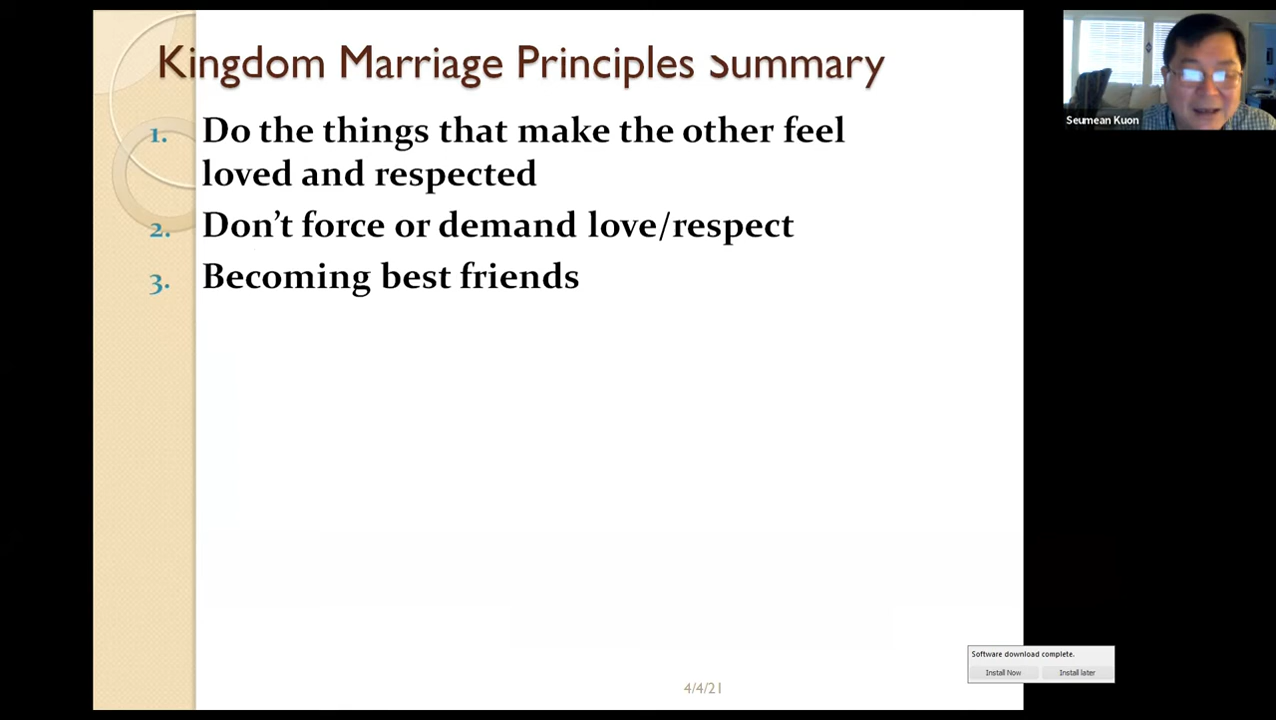 Kingdom Marriage Principles Summary
1. Do the things that make the other feel
loved and respected
2. Don't force or demand love/respect
3. Becoming best friends
Seumean Kuon
Software download complete.
Install Now Install later
4/4/21